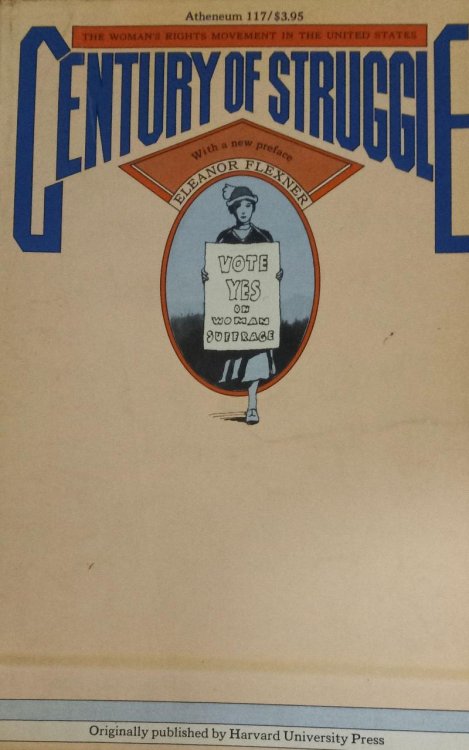 Atheneum 117/$3.95
THE WOMAN'S RIGHTS MOVEMENT IN THE UNITED STATES
CENTURY OF STRUGGLE
With a new preface
ELEANOR FLEXNER
VOTE
YES
ON
WOMAN
SUFFRAGE
Originally published by Harvard University Press